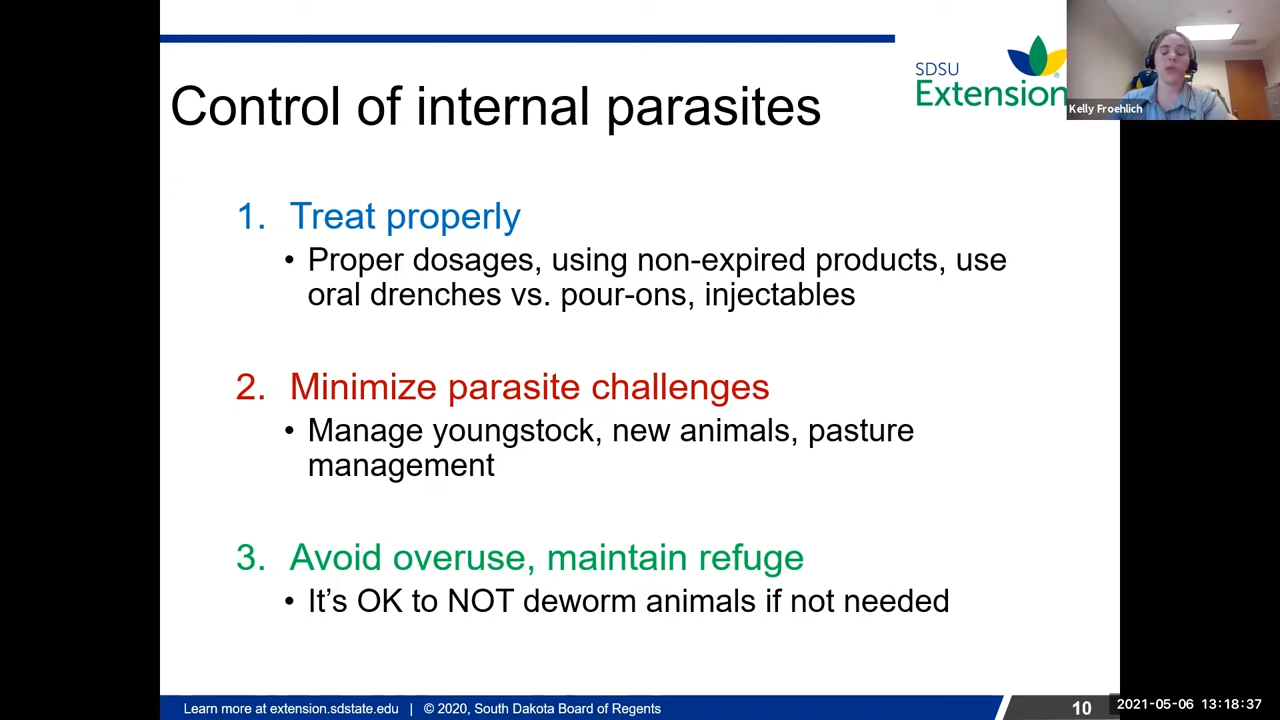 SDSU
Extension
Kelly Froehlich
Control of internal parasites
1. Treat properly
• Proper dosages, using non-expired products, use
oral drenches vs. pour-ons, injectables
2. Minimize parasite challenges
• Manage youngstock, new animals, pasture
management
3. Avoid overuse, maintain refuge
• It's OK to NOT deworm animals if not needed
Learn more at extension.sdstate.edu | © 2020, South Dakota Board of Regents
10
2021-05-06 13:18:37